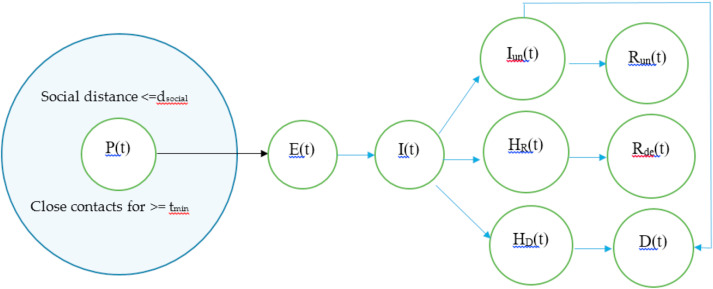 Social distance <=dsocial
P(t)
Close contacts for >= tmin
E(t)
I(t)
Iun(t)
Run(t)
HR(t)
Rde(t)
HD(t)
D(t)